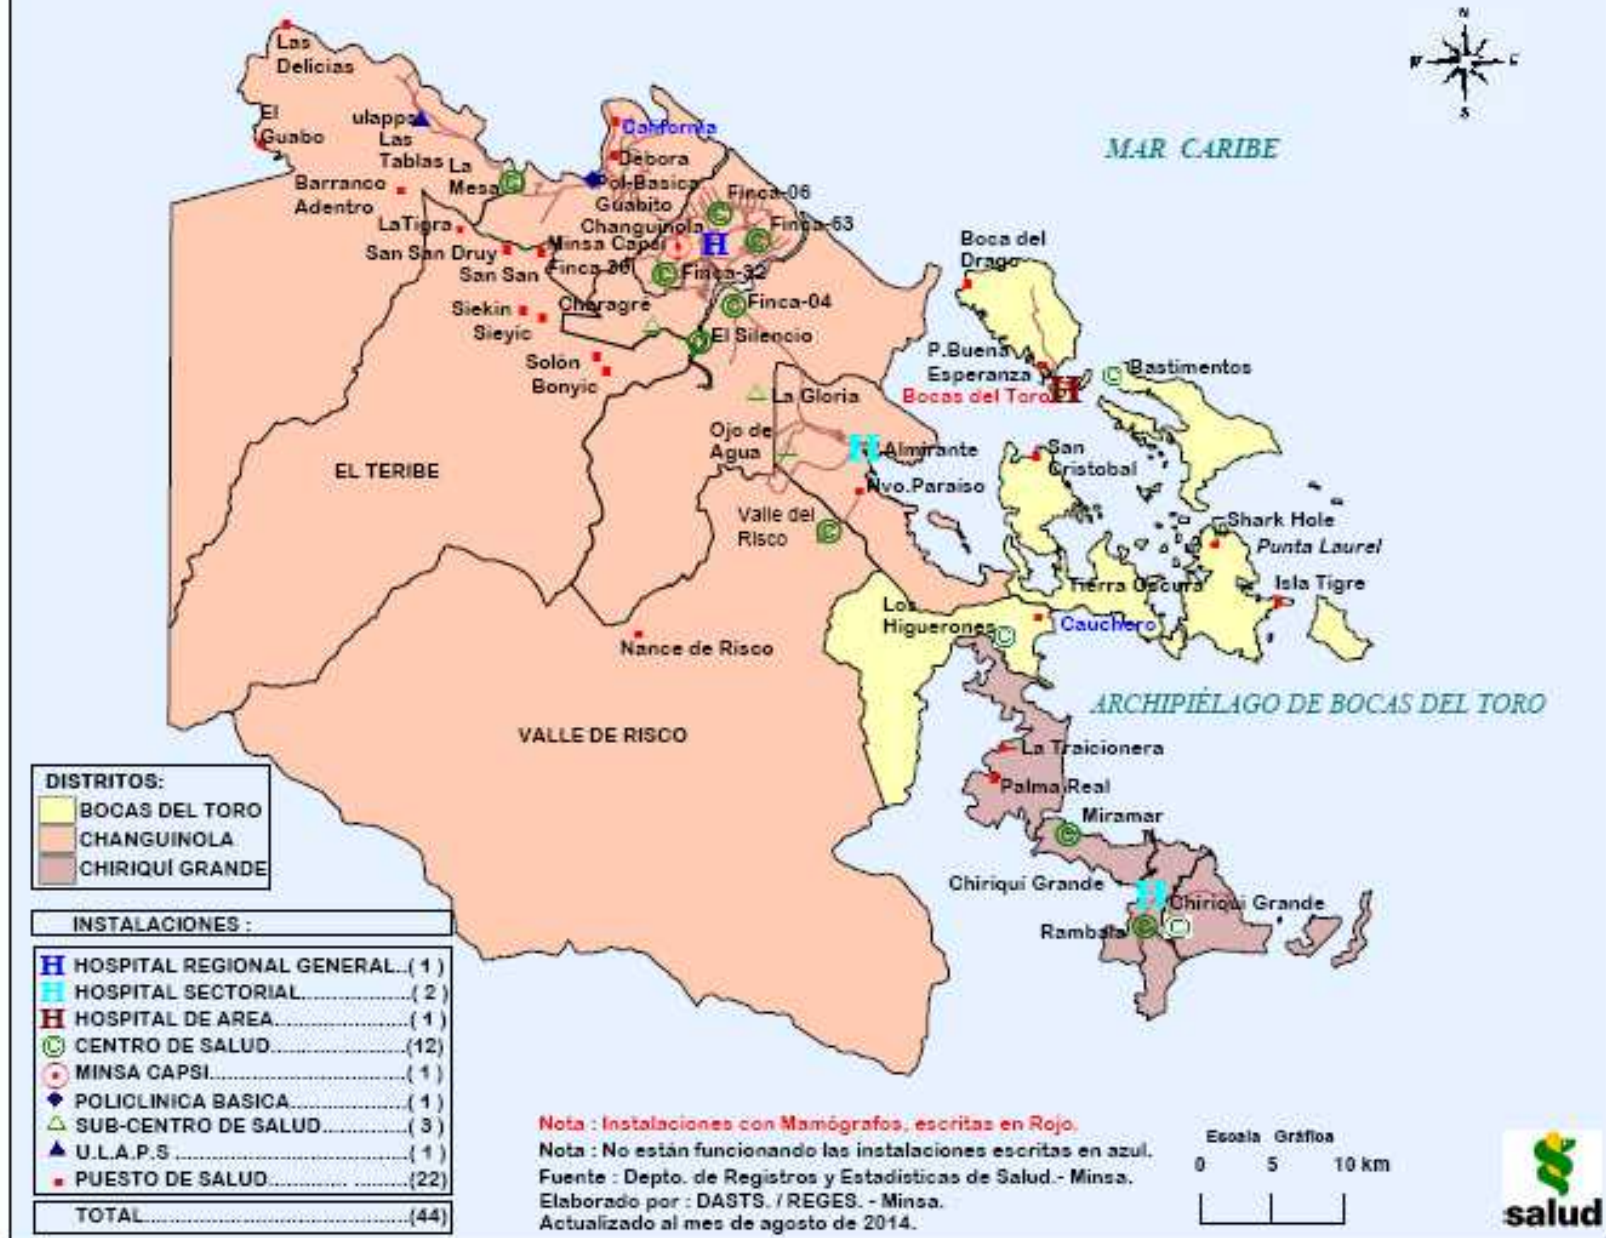 N
W
E
S
Las
Delicias
El
Guabo
ulapps
Las
Tablas
La
Mesa
Barranco
Adentro
California
Debora
Pol-Basica
Guabito
Changuinola
Finca-06
Finca-63
LaTigra
San San Druy
San San
Minsa Capsi
Finca 30
Finca-32
Finca-04
Siekin
Sieyic
Charagré
El Silencio
Solón
Bonyic
La Gloria
Ojo de
Agua
Almirante
Nvo.Paraiso
Valle del
Risco
MAR CARIBE
Boca del
Drago
P.Buena
Esperanza
Bocas del Toro
Bastimentos
San
Cristobal
Shark Hole
Punta Laurel
Tierra Oscura
Isla Tigre
EL TERIBE
Los
Higuerones
Cauchero
Nance de Risco
VALLE DE RISCO
ARCHIPIÉLAGO DE BOCAS DEL TORO
La Traicionera
Palma Real
Miramar
Chiriquí Grande
Chiriqui Grande
Rambala
DISTRITOS:
BOCAS DEL TORO
CHANGUINOLA
CHIRIQUÍ GRANDE
INSTALACIONES :
H HOSPITAL REGIONAL GENERAL..( 1 )
H HOSPITAL SECTORIAL..................( 2 )
H HOSPITAL DE AREA......................( 1 )
© CENTRO DE SALUD.......................(12)
MINSA CAPSI.................................( 1 )
POLICLINICA BASICA....................( 1 )
SUB-CENTRO DE SALUD...............( 3 )
U.L.A.P.S .......................................( 1 )
PUESTO DE SALUD............. ........(22)
TOTAL............................................(44)
Nota : Instalaciones con Mamógrafos, escritas en Rojo.
Nota : No están funcionando las instalaciones escritas en azul.
Fuente : Depto. de Registros y Estadísticas de Salud.- Minsa.
Elaborado por : DASTS. / REGES. - Minsa.
Actualizado al mes de agosto de 2014.
Escala Gráfica
0 5 10 km
salud